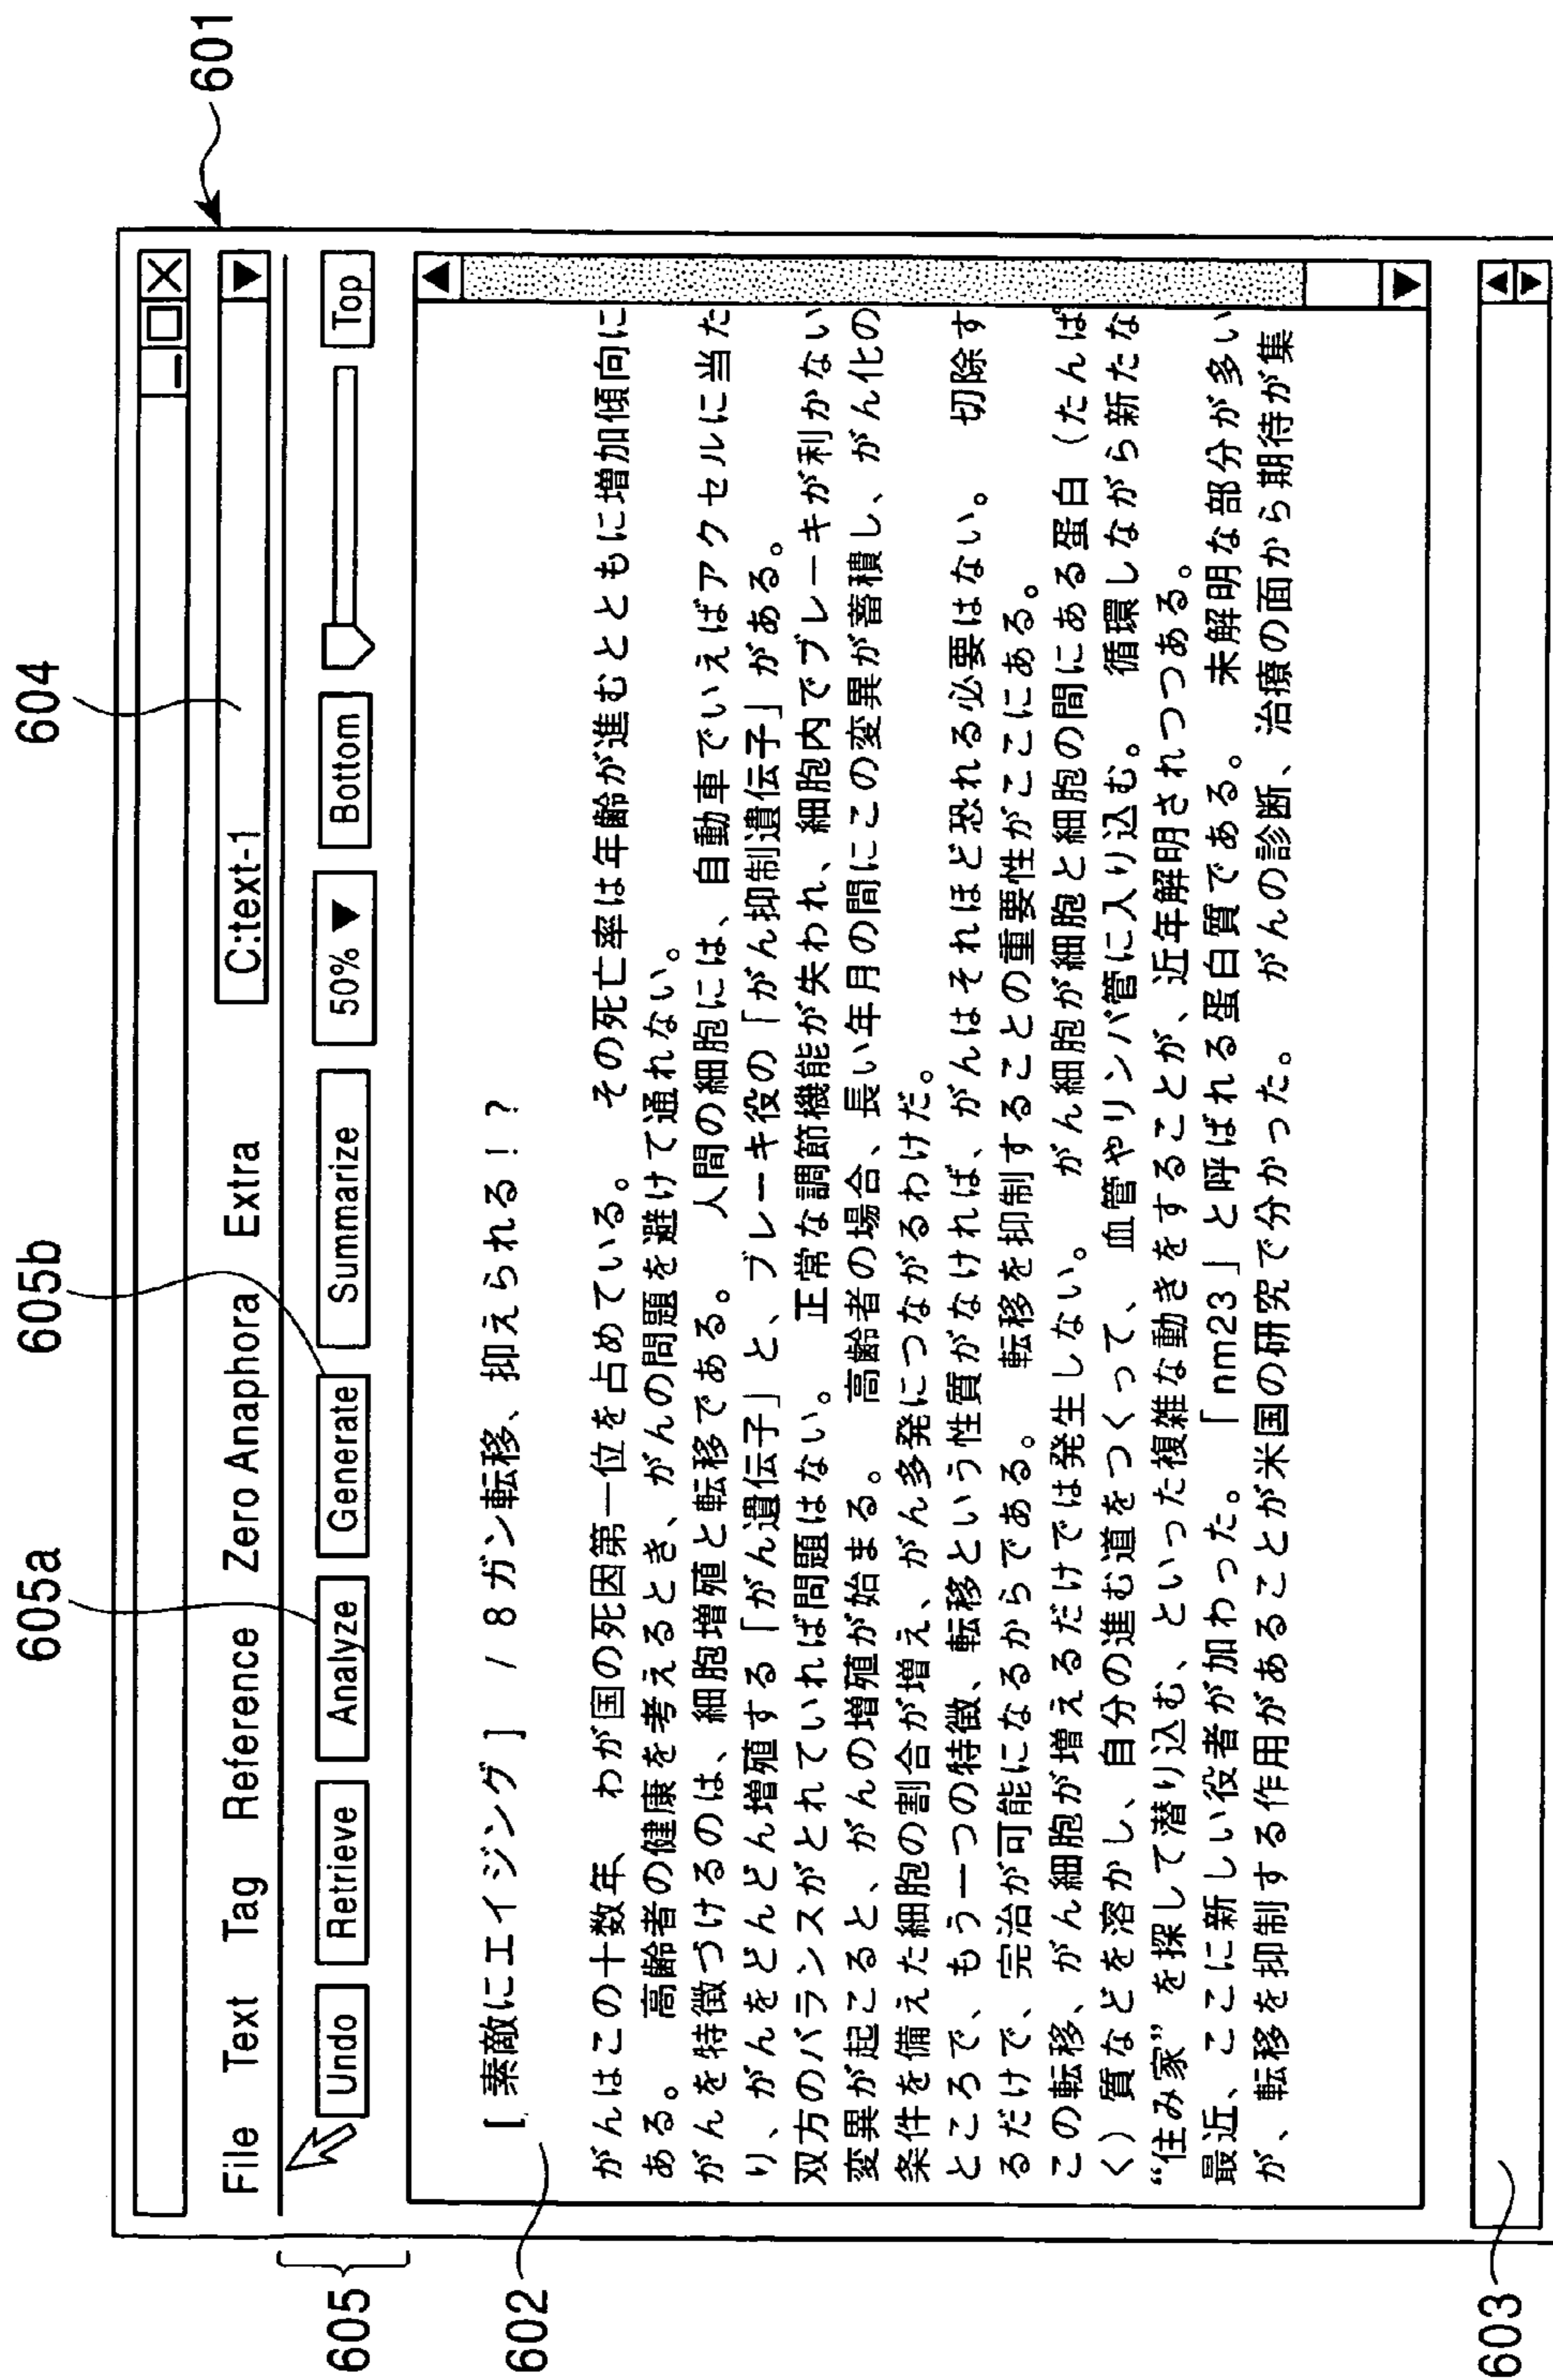 601
604
605b
605a
File Text Tag Reference Zero Anaphora Extra C:text-1
605
Undo Retrieve Analyze Generate Summarize 50% ▼ Bottom Top
602
[素敵にエイジング] /8ガン転移、抑えられる!?
がんはこの十数年、わが国の死因第一位を占めている。 その死亡率は年齢が進むとともに増加傾向に
ある。 高齢者の健康を考えるとき、がんの問題を避けて通れない。
がんを特徴づけるのは、細胞増殖と転移である。 人間の細胞には、自動車でいえばアクセルに当た
り、がんをどんどん増殖する「がん遺伝子」と、ブレーキ役の「がん抑制遺伝子」がある。
双方のバランスがとれていれば問題はない。 正常な調節機能が失われ、細胞内でブレーキが利かない
変異が起こると、がんの増殖が始まる。 高齢者の場合、長い年月の間にこの変異が蓄積し、がん化の
条件を備えた細胞の割合が増え、がん多発につながるわけだ。
ところで、もう一つの特徴、転移という性質がなければ、がんはそれほど恐れる必要はない。 切除す
るだけで、完治が可能になるからである。 転移を抑制することの重要性がここにある。
この転移、がん細胞が増えるだけでは発生しない。 がん細胞が細胞と細胞の間にある蛋白(たんぱ
く)質などを溶かし、自分の進む道をつくって、血管やリンパ管に入り込む。 循環しながら新たな
“住み家”を探して潜り込む、といった複雑な動きをすることが、近年解明されつつある。
最近、ここに新しい役者が加わった。「nm23」と呼ばれる蛋白質である。 未解明な部分が多い
が、転移を抑制する作用があることが米国の研究で分かった。 がんの診断、治療の面から期待が集
603